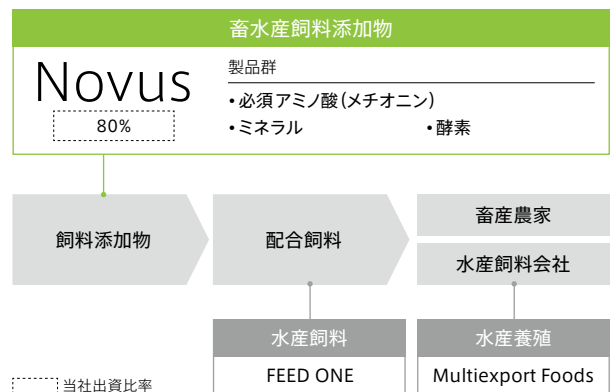 畜水産飼料添加物
Novus
80%
製品群
・必須アミノ酸(メチオニン)
・ミネラル ・酵素
飼料添加物
配合飼料
畜産農家
水産飼料会社
水産飼料
FEED ONE
水産養殖
Multiexport Foods
当社出資比率